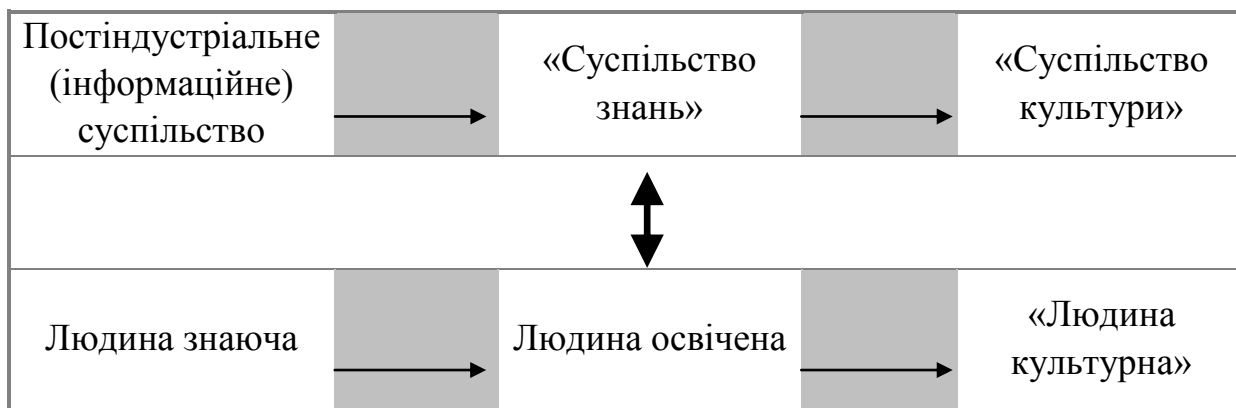 Постіндустріальне
(інформаційне)
суспільство
«Суспільство
знань»
«Суспільство
культури»
Людина знаюча
Людина освічена
«Людина
культурна»